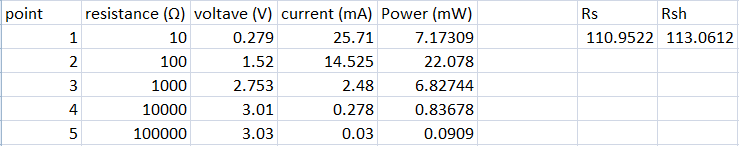 point resistance (Ω) voltave (V) current (mA) Power (mW) Rs Rsh
1 10 0.279 25.71 7.17309 110.9522 113.0612
2 100 1.52 14.525 22.078
3 1000 2.753 2.48 6.82744
4 10000 3.01 0.278 0.83678
5 100000 3.03 0.03 0.0909